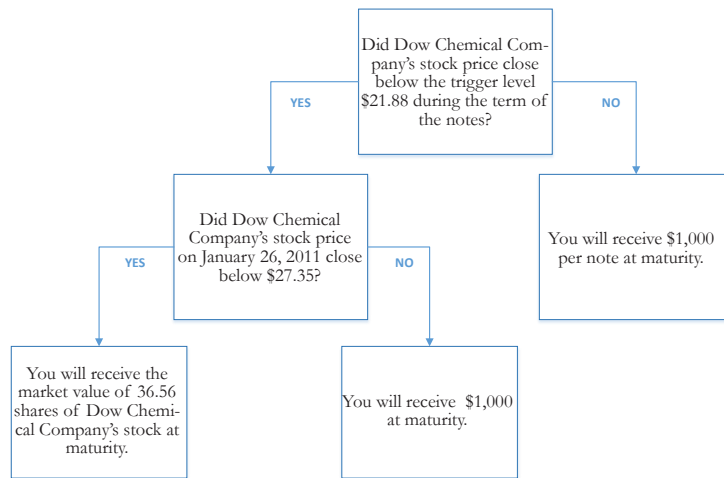 Did Dow Chemical Com-
pany's stock price close
below the trigger level
$21.88 during the term of
the notes?
YES
NO
Did Dow Chemical
Company's stock price
on January 26, 2011 close
below $27.35?
You will receive $1,000
per note at maturity.
YES
NO
You will receive the
market value of 36.56
shares of Dow Chemi-
cal Company's stock at
maturity.
You will receive $1,000
at maturity.